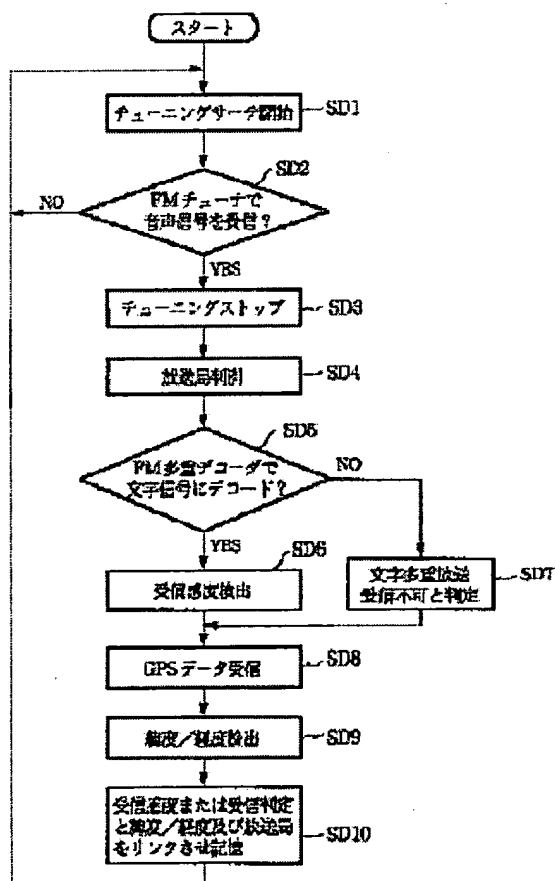 スタート
チューニングサーチ開始
SD1
SD2
FMチューナで
音声信号を受信?
NO
YES
チューニングストップ
SD3
放送局判別
SD4
SD5
FM多重デコーダで
文字信号にデコード?
NO
YES
SD6
受信感度検出
文字多重放送
受信不可と判定
SD7
GPSデータ受信
SD8
緯度/経度検出
SD9
受信感度または受信判定
と緯度/経度及び放送局
をリンクさせ記憶
SD10